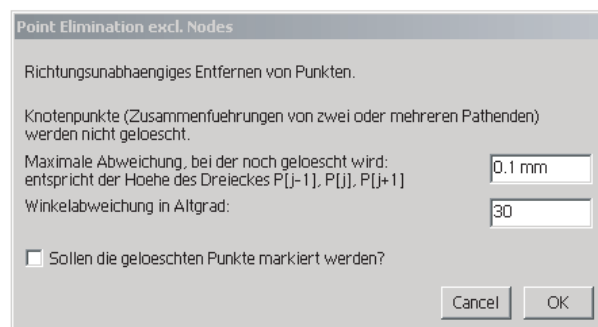 Point Elimination excl. Nodes
Richtungsunabhaengiges Entfernen von Punkten.
Knotenpunkte (Zusammenfuehrungen von zwei oder mehreren Pathenden)
werden nicht geloescht.
Maximale Abweichung, bei der noch geloescht wird:
entspricht der Hoehe des Dreieckes P[j-1], P[j], P[j+1]
0.1 mm
Winkelabweichung in Altgrad:
30
Sollen die geloeschten Punkte markiert werden?
Cancel
OK